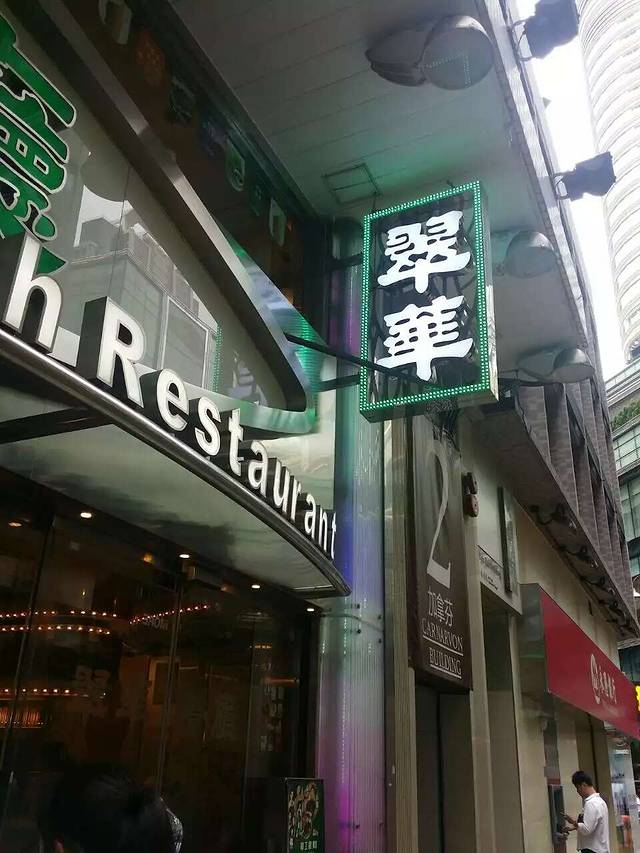 翠
華
h Restaurant
2
加拿芬
CARNARVON
BUILDING